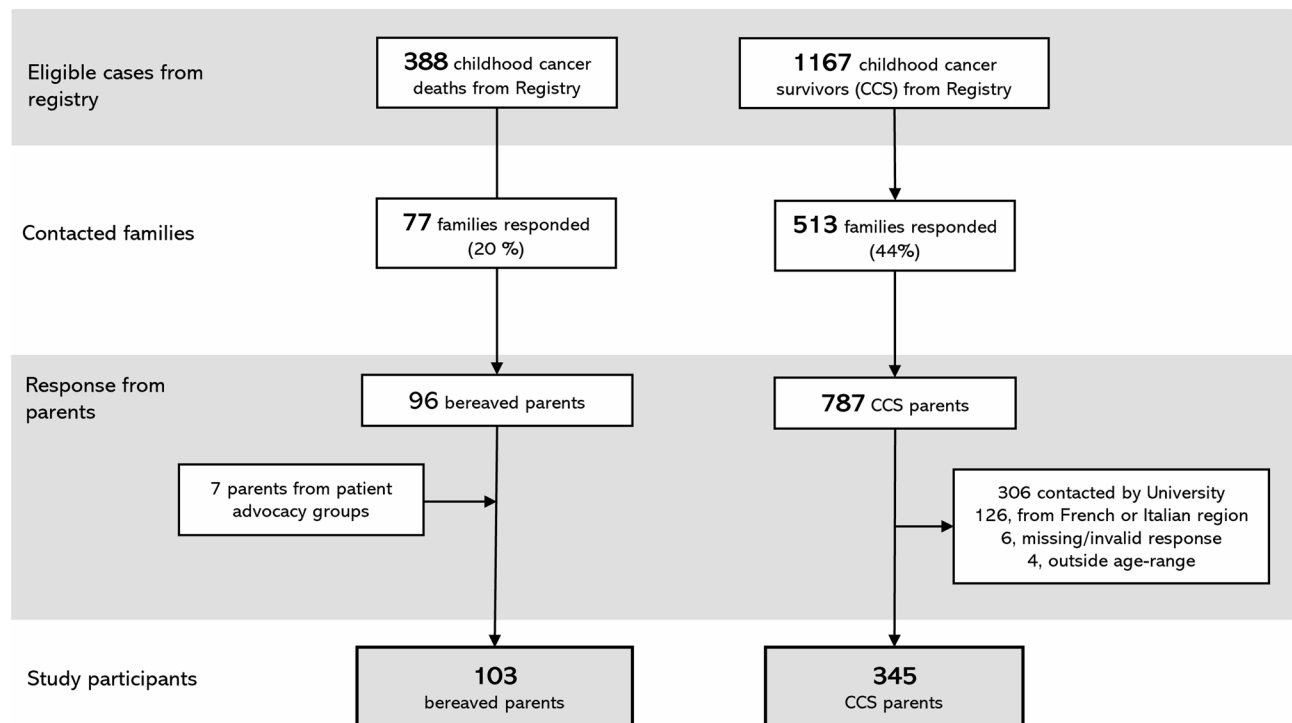 Eligible cases from
registry
388 childhood cancer
deaths from Registry
1167 childhood cancer
survivors (CCS) from Registry
Contacted families
77 families responded
(20 %)
513 families responded
(44%)
Response from
parents
96 bereaved parents
787 CCS parents
7 parents from patient
advocacy groups
306 contacted by University
126, from French or Italian region
6, missing/invalid response
4, outside age-range
Study participants
103
bereaved parents
345
CCS parents